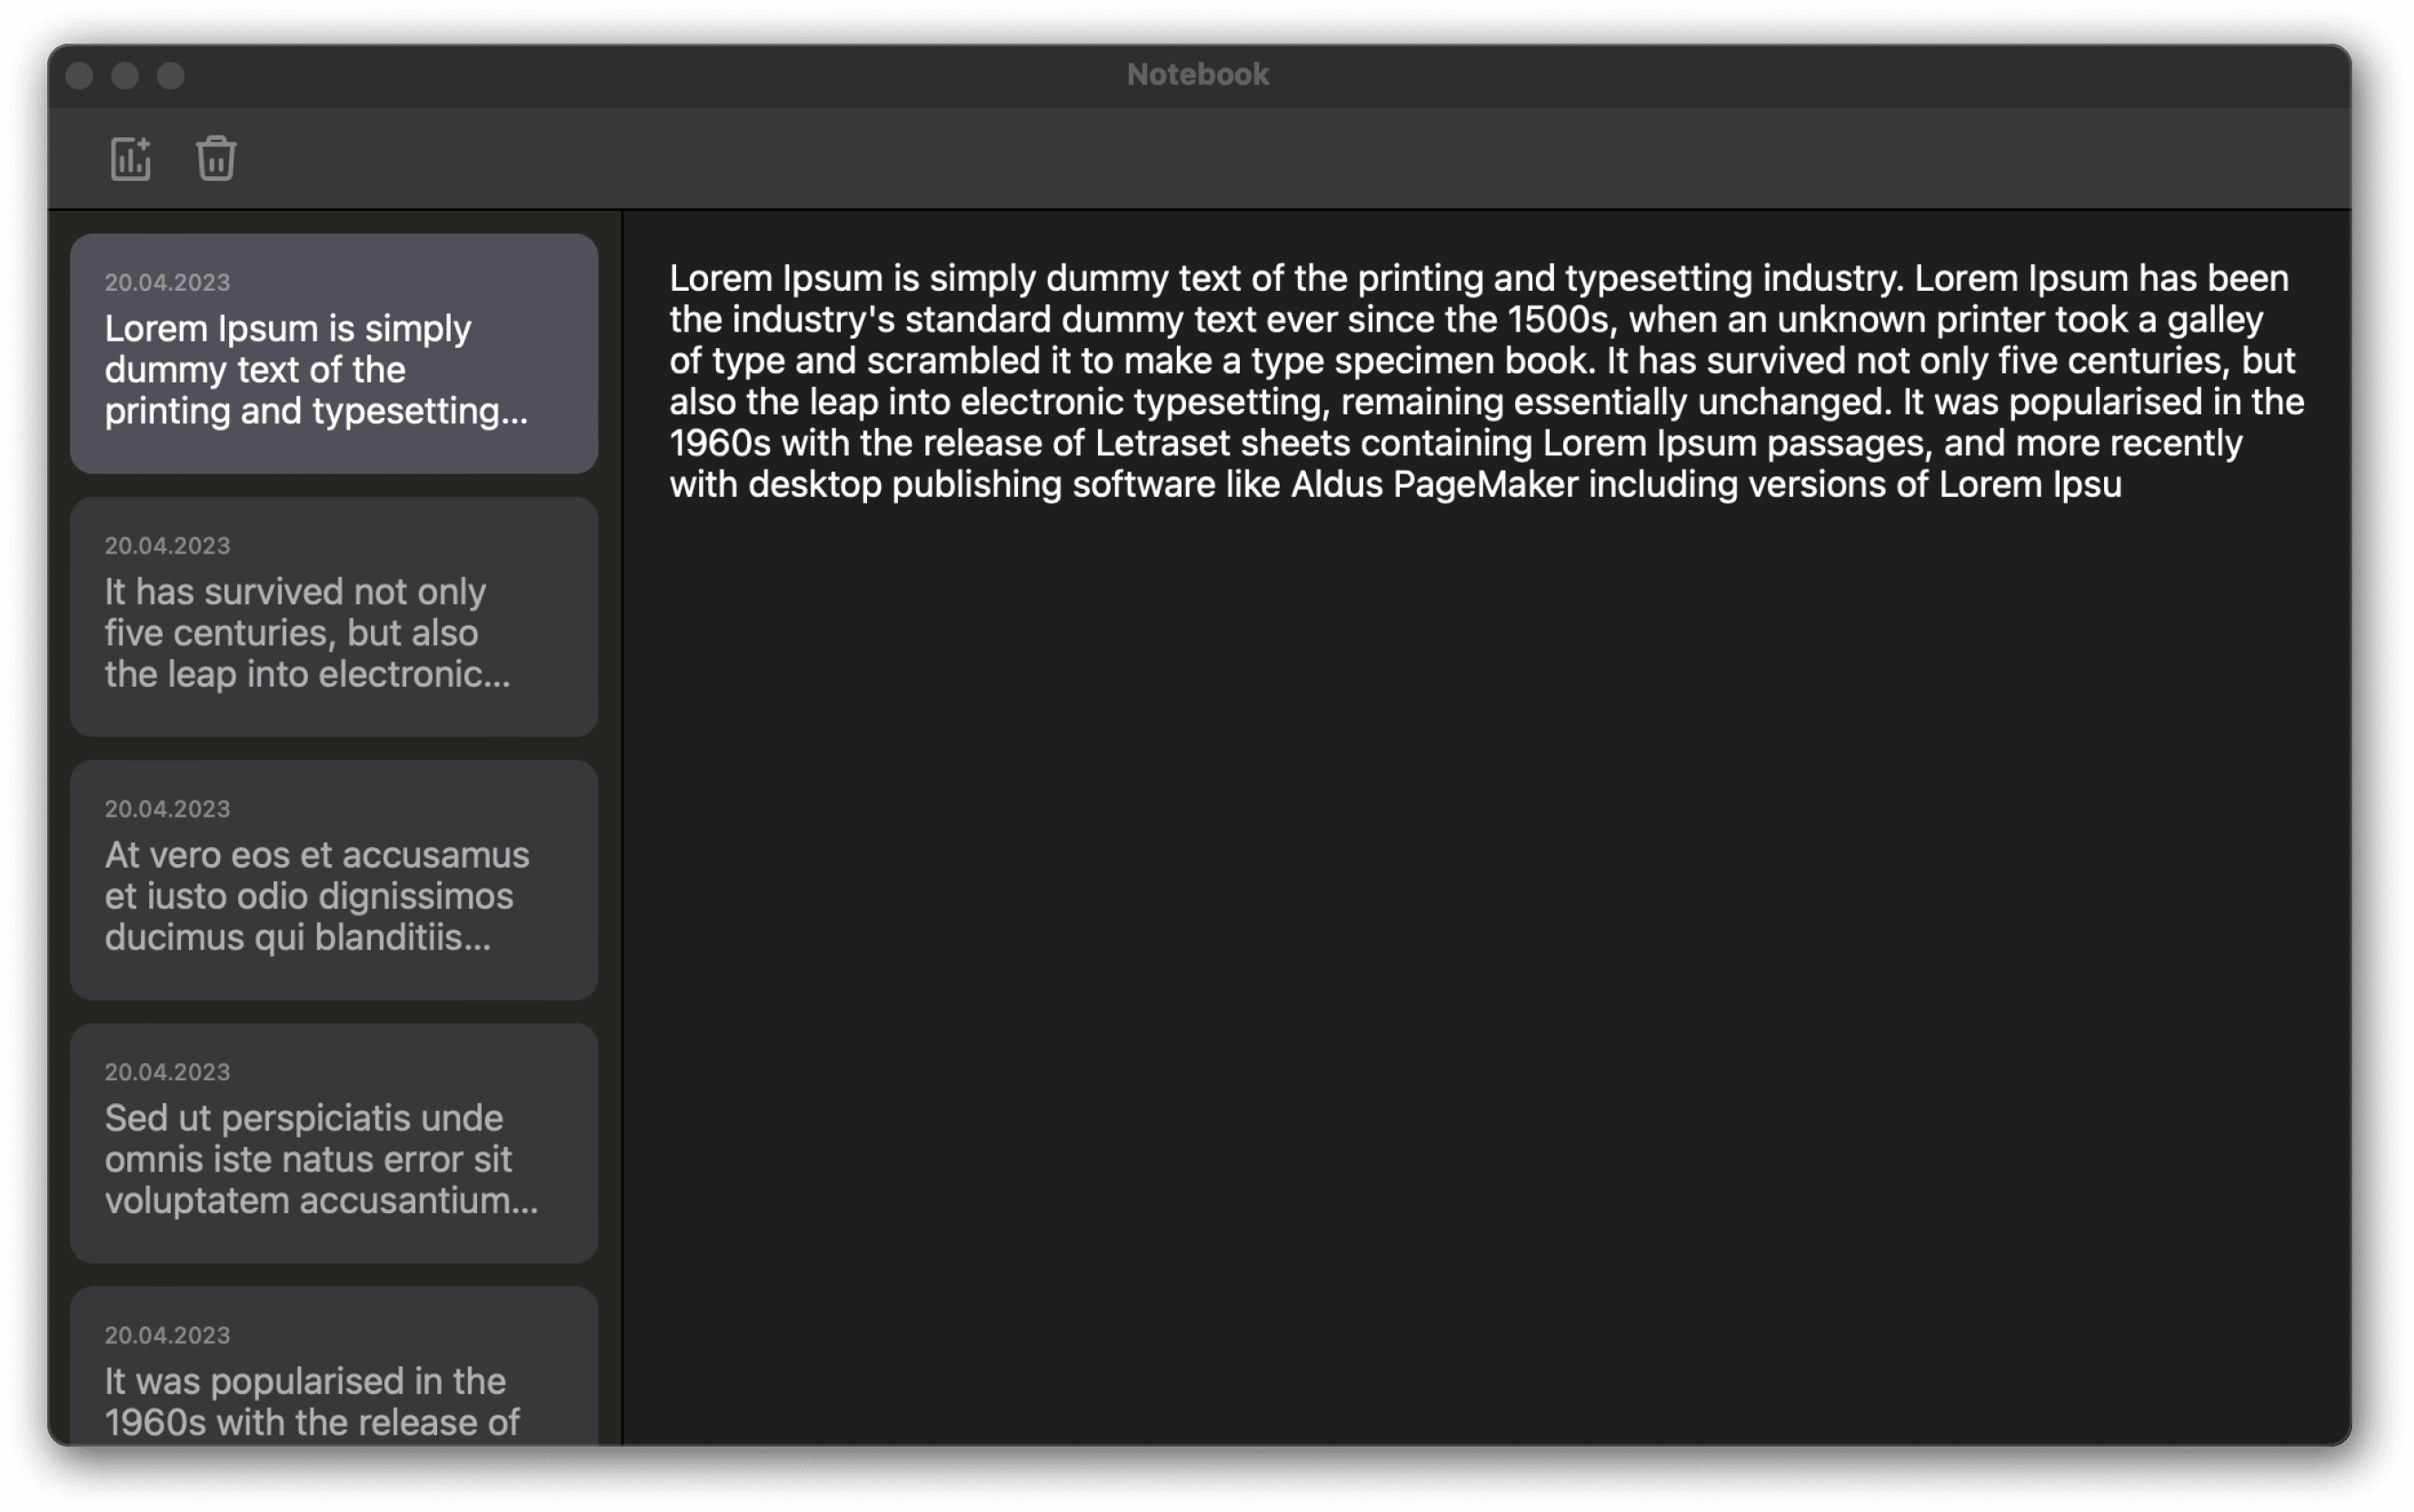 Notebook
20.04.2023
Lorem Ipsum is simply
dummy text of the
printing and typesetting...
20.04.2023
It has survived not only
five centuries, but also
the leap into electronic...
20.04.2023
At vero eos et accusamus
et iusto odio dignissimos
ducimus qui blanditiis...
20.04.2023
Sed ut perspiciatis unde
omnis iste natus error sit
voluptatem accusantium...
20.04.2023
It was popularised in the
1960s with the release of
Lorem Ipsum is simply dummy text of the printing and typesetting industry. Lorem Ipsum has been
the industry's standard dummy text ever since the 1500s, when an unknown printer took a galley
of type and scrambled it to make a type specimen book. It has survived not only five centuries, but
also the leap into electronic typesetting, remaining essentially unchanged. It was popularised in the
1960s with the release of Letraset sheets containing Lorem Ipsum passages, and more recently
with desktop publishing software like Aldus PageMaker including versions of Lorem Ipsu